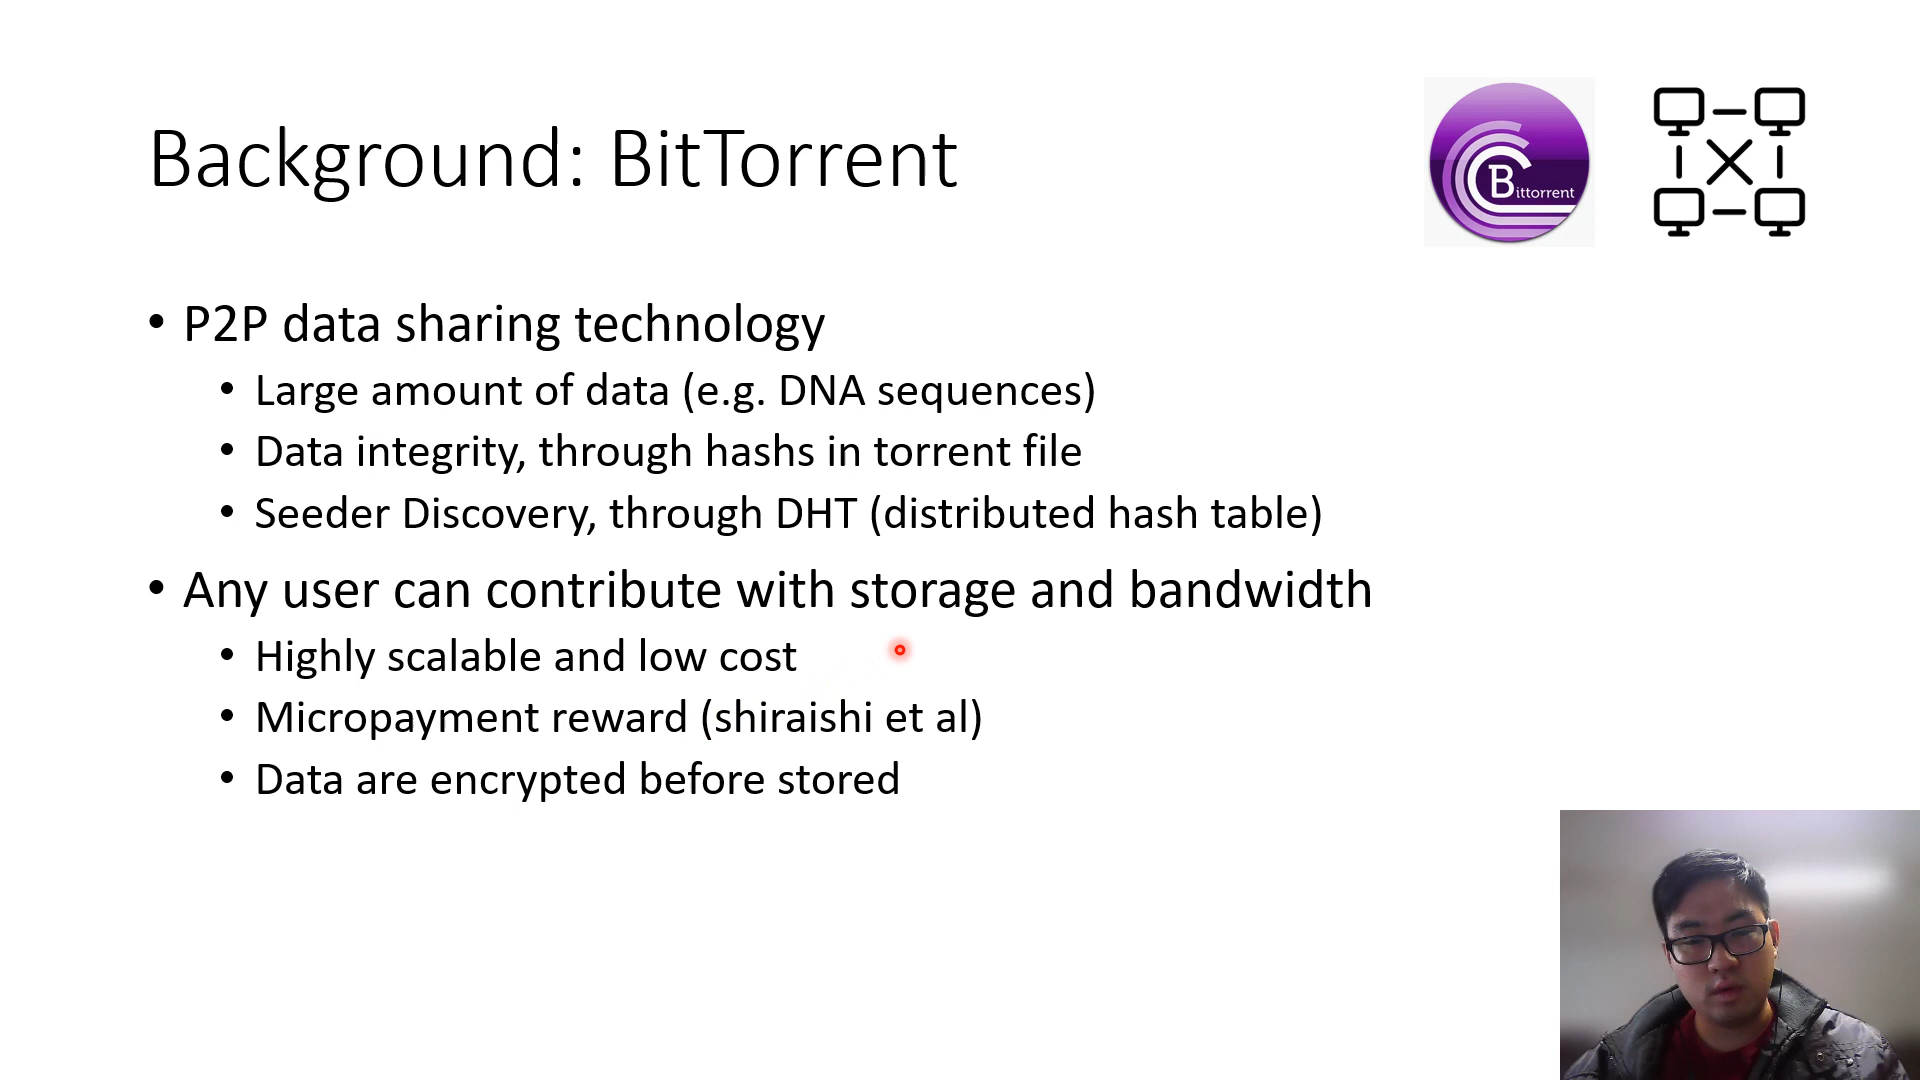 Background: BitTorrent
Bittorrent
• P2P data sharing technology
• Large amount of data (e.g. DNA sequences)
• Data integrity, through hashs in torrent file
• Seeder Discovery, through DHT (distributed hash table)
• Any user can contribute with storage and bandwidth
• Highly scalable and low cost
• Micropayment reward (shiraishi et al)
• Data are encrypted before stored